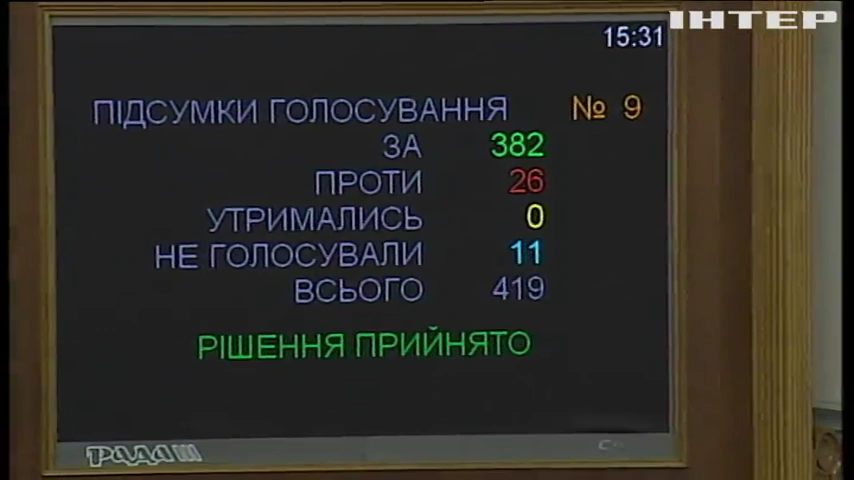 ІНТЕР
15:31
ПІДСУМКИ ГОЛОСУВАННЯ № 9
ЗА 382
ПРОТИ 26
УТРИМАЛИСЬ 0
НЕ ГОЛОСУВАЛИ 11
ВСЬОГО 419
РІШЕННЯ ПРИЙНЯТО
РАДА